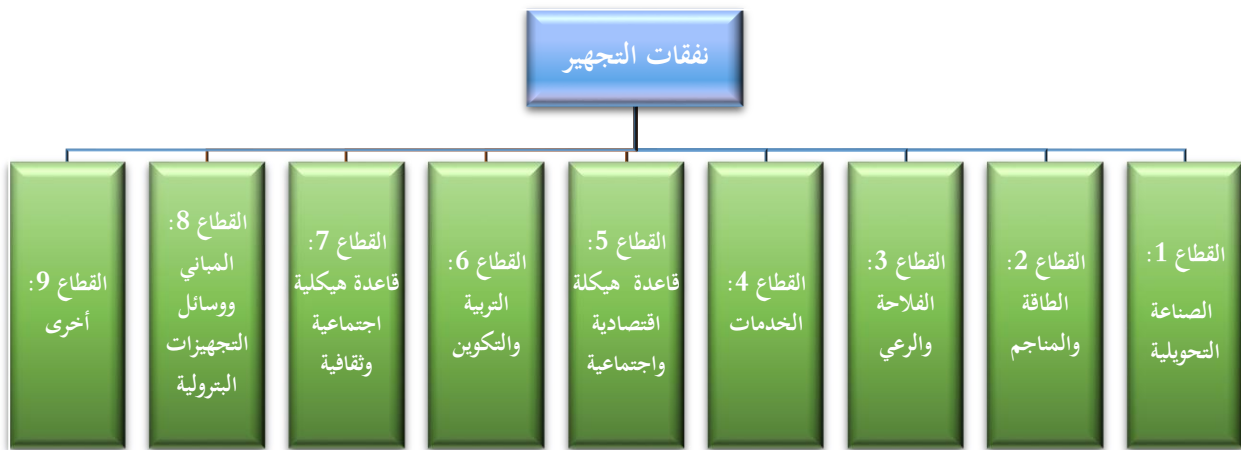 نفقات التجهير
القطاع 1:
الصناعة
التحويلية
القطاع 2:
الطاقة
والمناجم
القطاع 3:
الفلاحة
والرعي
القطاع 4:
الخدمات
القطاع 5:
قاعدة هيكلة
اقتصادية
واجتماعية
القطاع 6:
التربية
والتكوين
القطاع 7:
قاعدة هيكلية
اجتماعية
وثقافية
القطاع 8:
المباني
ووسائل
التجهيزات
البترولية
القطاع 9:
أخرى